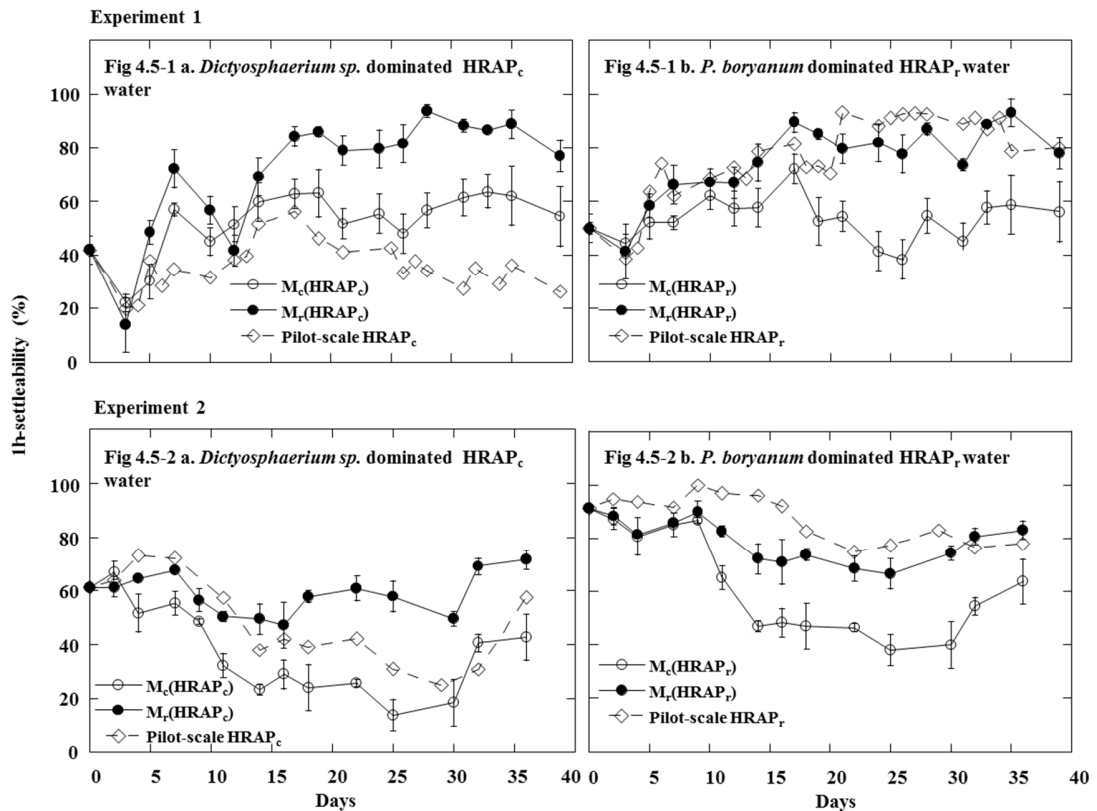 Experiment 1
Fig 4.5-1 a. Dictyosphaerium sp. dominated HRAPc
water
100
80
60
40
20
0
Mc(HRAPc)
Mr(HRAPc)
Pilot-scale HRAPc
Fig 4.5-1 b. P. boryanum dominated HRAPr water
Mc(HRAPr)
Mr(HRAPr)
Pilot-scale HRAPr
1h-settleability (%)
Experiment 2
Fig 4.5-2 a. Dictyosphaerium sp. dominated HRAPc
water
100
80
60
40
20
0
Mc(HRAPc)
Mr(HRAPc)
Pilot-scale HRAPc
0 5 10 15 20 25 30 35 40
Days
Fig 4.5-2 b. P. boryanum dominated HRAPr water
Mc(HRAPr)
Mr(HRAPr)
Pilot-scale HRAPr
0 5 10 15 20 25 30 35 40
Days